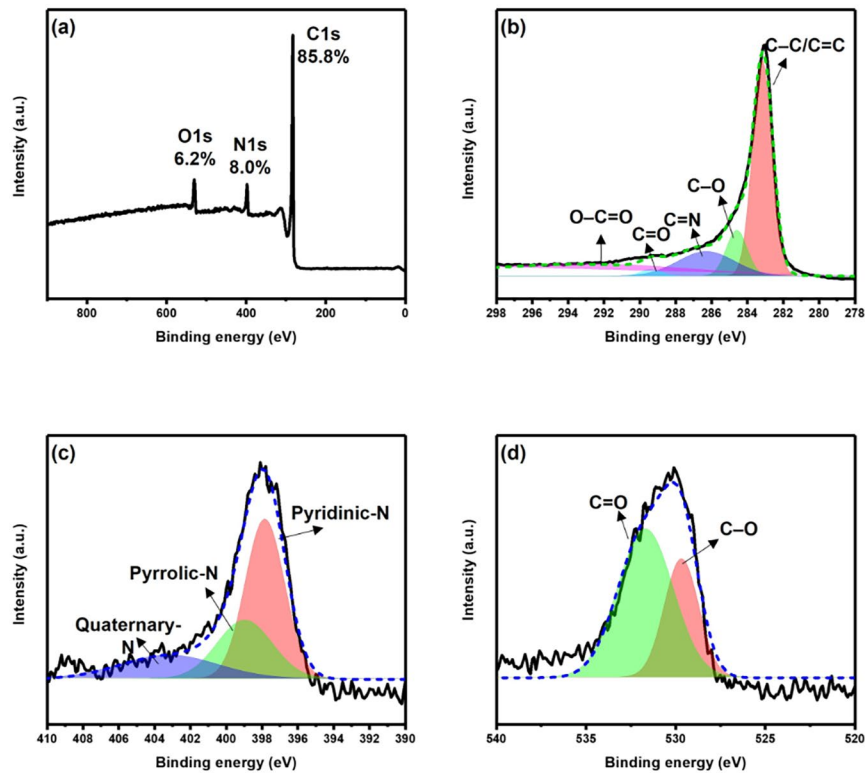 (a)
C1s
85.8%
O1s
6.2%
N1s
8.0%
Intensity (a.u.)
800 600 400 200 0
Binding energy (eV)
(b)
C–C/C=C
C–O
C=N
O–C=O
C=O
Intensity (a.u.)
298 296 294 292 290 288 286 284 282 280 278
Binding energy (eV)
(c)
Pyridinic-N
Pyrrolic-N
Quaternary-
N
Intensity (a.u.)
410 408 406 404 402 400 398 396 394 392 390
Binding energy (eV)
(d)
C=O
C–O
Intensity (a.u.)
540 535 530 525 520
Binding energy (eV)